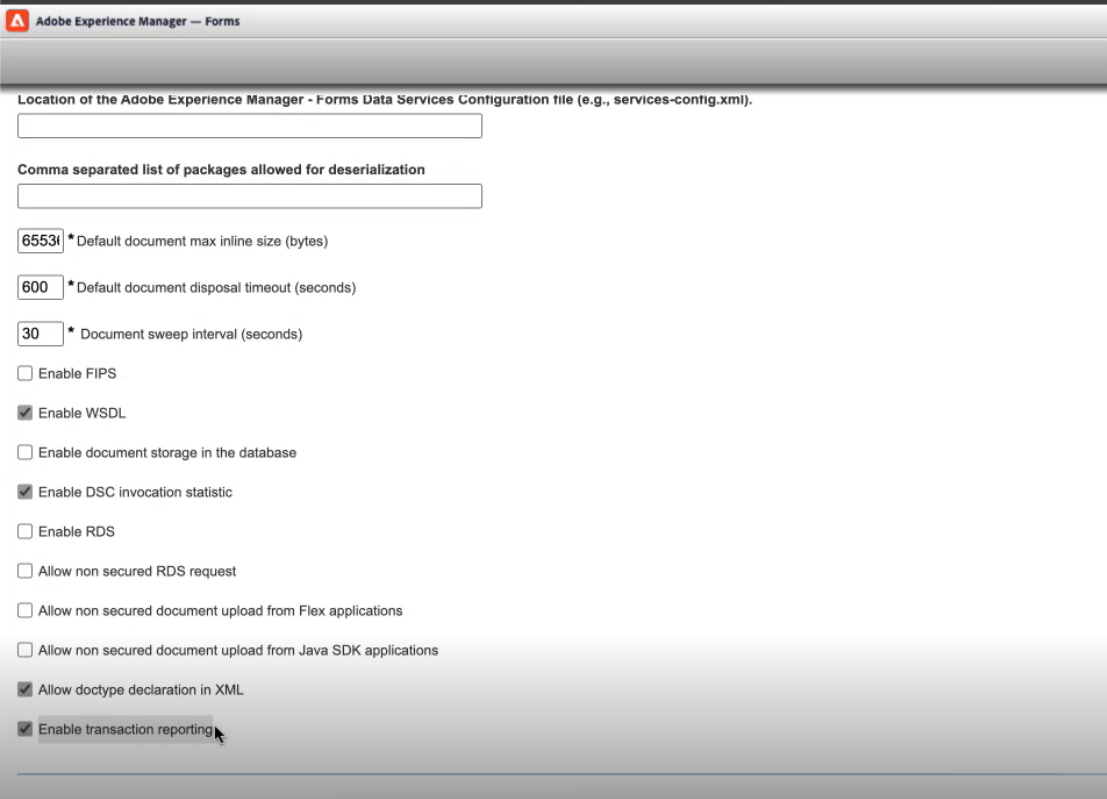 Adobe Experience Manager — Forms
Location of the Adobe Experience Manager - Forms Data Services Configuration file (e.g., services-config.xml).
Comma separated list of packages allowed for deserialization
6553 * Default document max inline size (bytes)
600 * Default document disposal timeout (seconds)
30 * Document sweep interval (seconds)
Enable FIPS
Enable WSDL
Enable document storage in the database
Enable DSC invocation statistic
Enable RDS
Allow non secured RDS request
Allow non secured document upload from Flex applications
Allow non secured document upload from Java SDK applications
Allow doctype declaration in XML
Enable transaction reporting